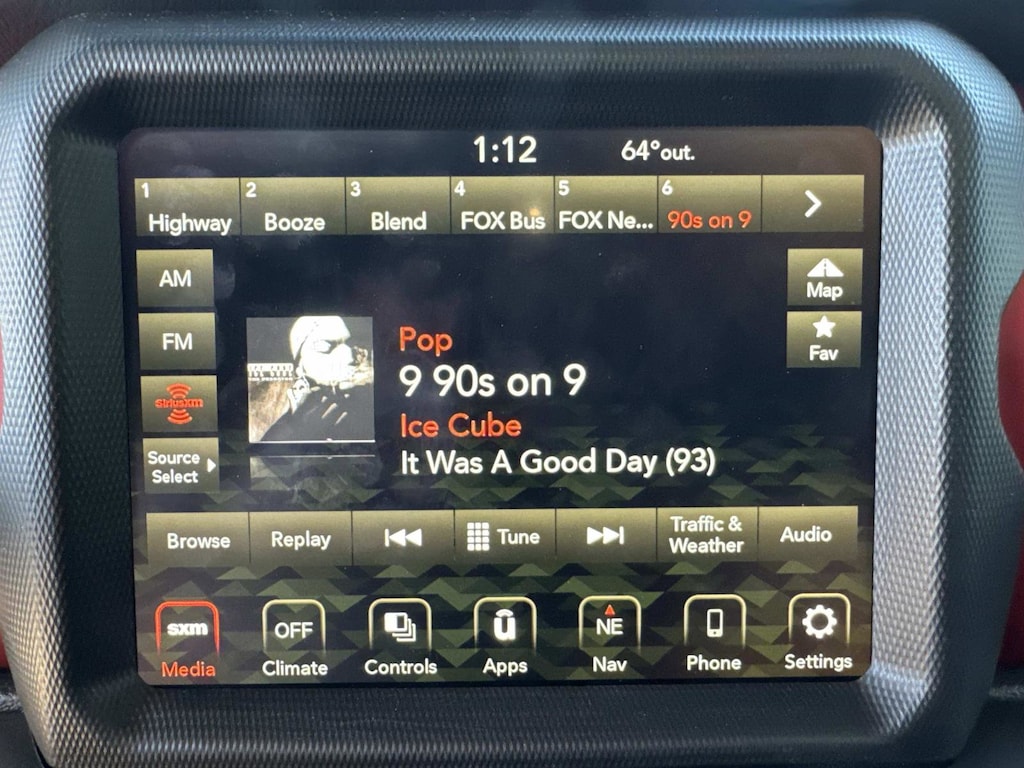 1:12 64°out.
1 2 3 4 5 6
Highway Booze Blend FOX Bus FOX Ne... 90s on 9
AM
Map
FM
Fav
SiriusXM
Source
Select
Pop
9 90s on 9
Ice Cube
It Was A Good Day (93)
Browse Replay Tune Traffic &
Weather Audio
sxm OFF NE
Media Climate Controls Apps Nav Phone Settings